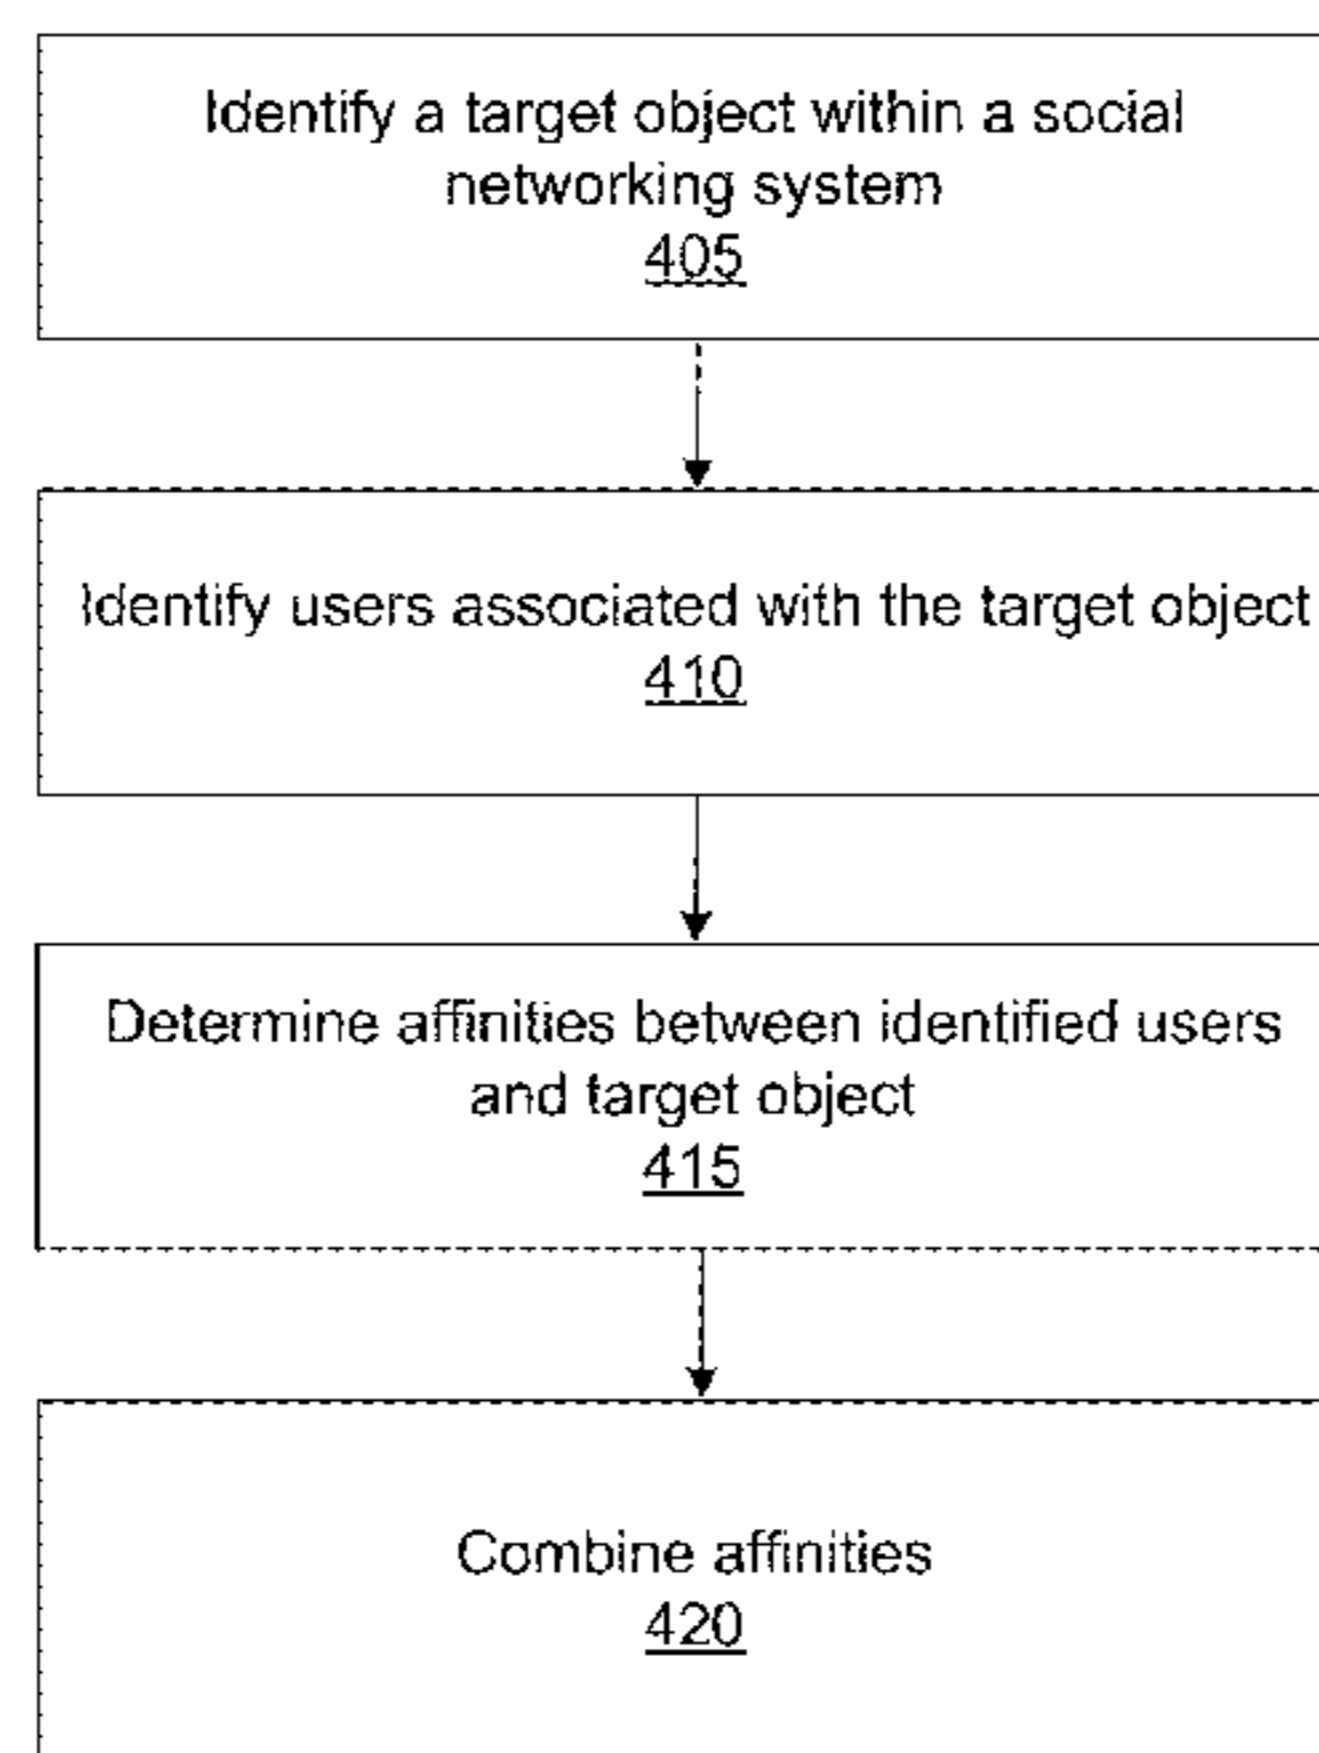 Identify a target object within a social
networking system
405
Identify users associated with the target object
410
Determine affinities between identified users
and target object
415
Combine affinities
420